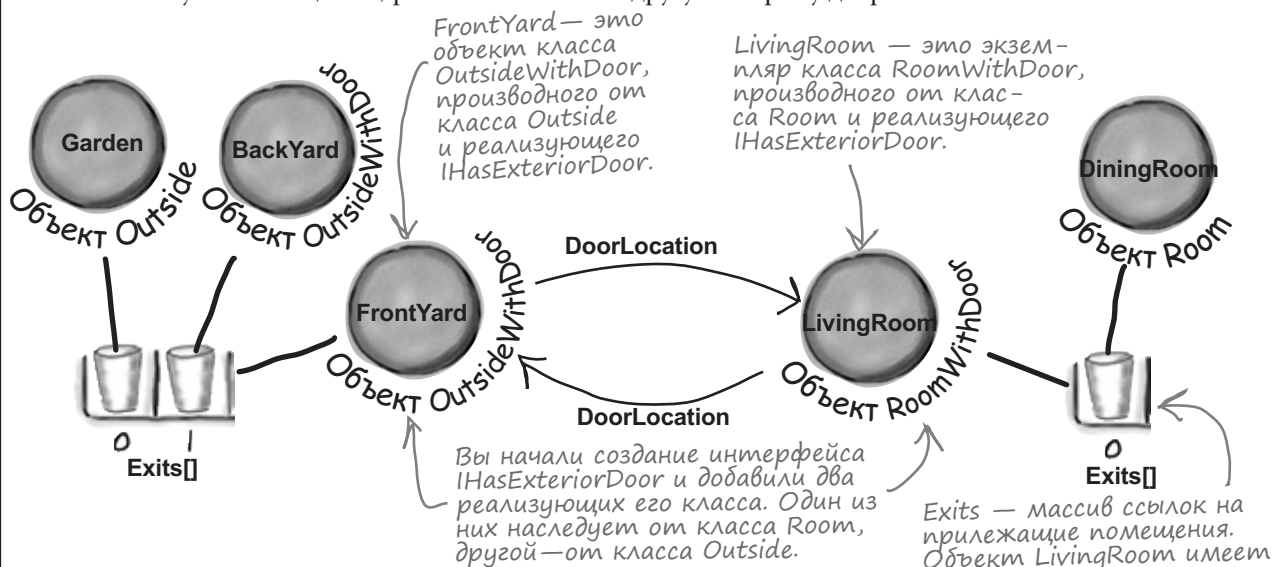 FrontYard — это
объект класса
OutsideWithDoor,
производного от
класса Outside
и реализующего
IHasExteriorDoor.
LivingRoom — это экзем-
пляр класса RoomWithDoor,
производного от клас-
са Room и реализующего
IHasExteriorDoor.
Garden
Объект Outside
BackYard
Объект OutsideWithDoor
DiningRoom
Объект Room
DoorLocation
FrontYard
Объект OutsideWithDoor
LivingRoom
Объект RoomWithDoor
DoorLocation
0 1
Exits[]
0
Exits[]
Вы начали создание интерфейса
IHasExteriorDoor и добавили два
реализующих его класса. Один из
них наследует от класса Room,
другой—от класса Outside.
Exits — массив ссылок на
прилежащие помещения.
Объект LivingRoom имеет